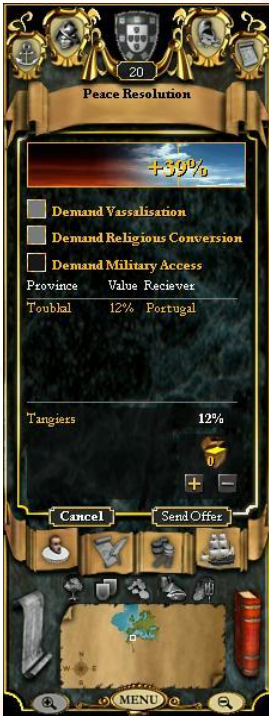 20
Peace Resolution
+39%
Demand Vassalisation
Demand Religious Conversion
Demand Military Access
Province Value Reciever
Toubkal 12% Portugal
Tangiers 12%
0
+ −
Cancel Send Offer
N
W E
S
MENU